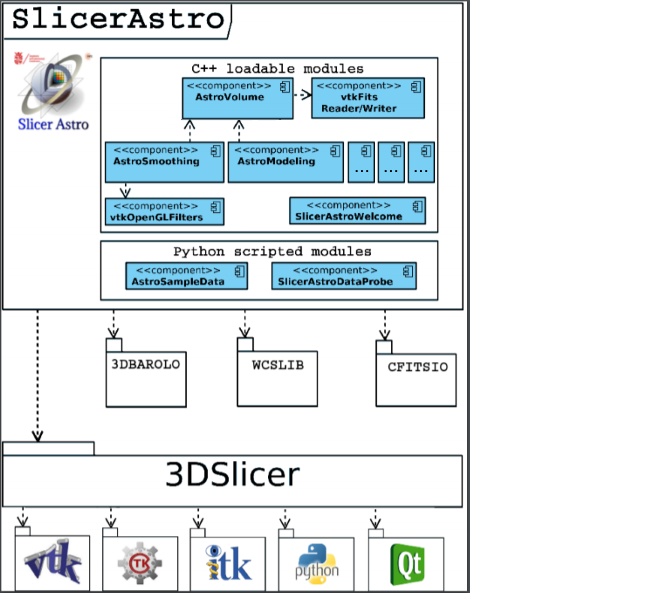 SlicerAstro
Slicer Astro
C++ loadable modules
<<component>>
AstroVolume
<<component>>
vtkFits
Reader/Writer
<<component>>
AstroSmoothing
<<component>>
AstroModeling
...
...
...
<<component>>
vtkOpenGLFilters
<<component>>
SlicerAstroWelcome
Python scripted modules
<<component>>
AstroSampleData
<<component>>
SlicerAstroDataProbe
3DBAROLO
WCSLIB
CFITSIO
3DSlicer
vtk
CTK
itk
python
Qt